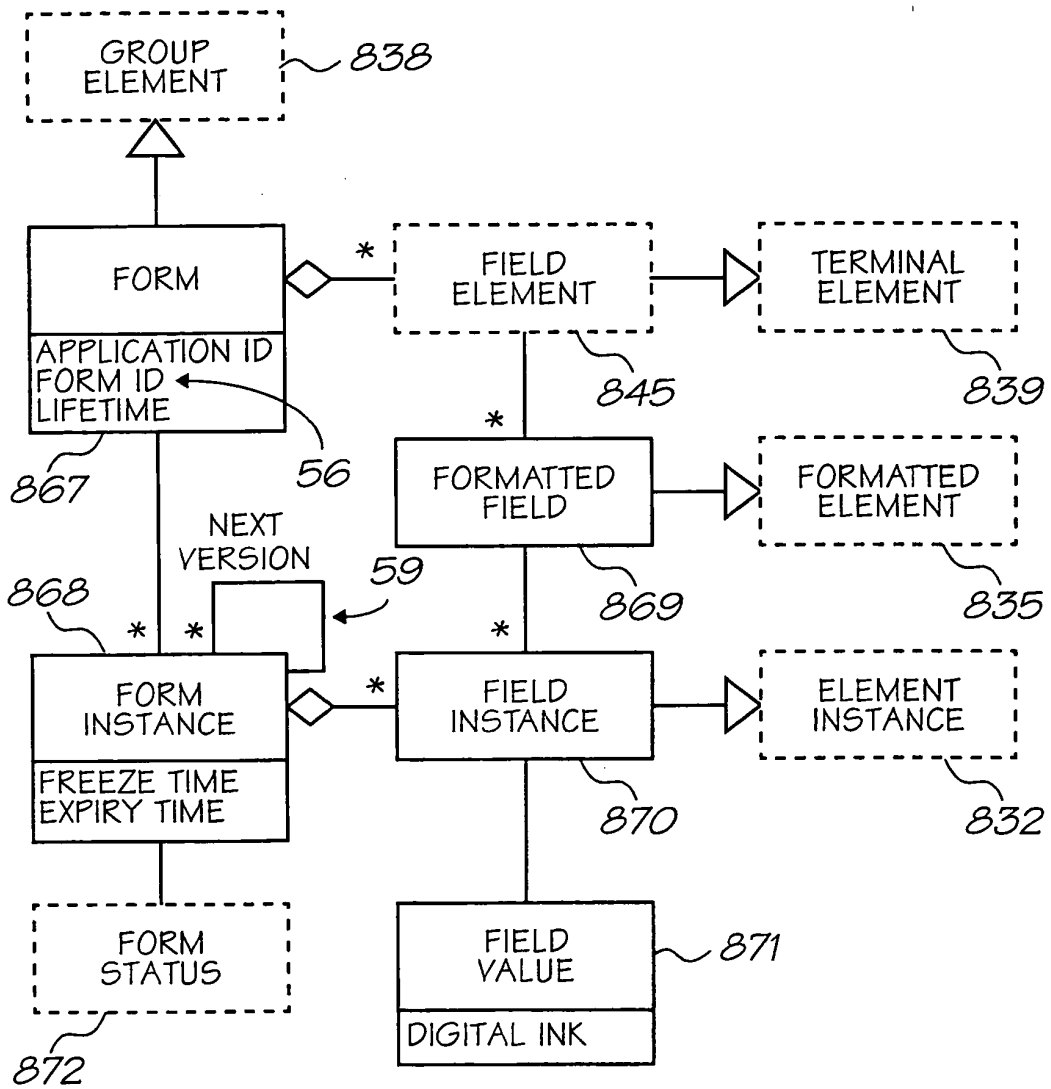 GROUP
ELEMENT
838
FORM
APPLICATION ID
FORM ID
LIFETIME
867
56
*
FIELD
ELEMENT
845
TERMINAL
ELEMENT
839
*
FORMATTED
FIELD
869
FORMATTED
ELEMENT
835
NEXT
VERSION
59
868
*
*
*
FORM
INSTANCE
FREEZE TIME
EXPIRY TIME
*
FIELD
INSTANCE
870
ELEMENT
INSTANCE
832
FORM
STATUS
872
FIELD
VALUE
871
DIGITAL INK